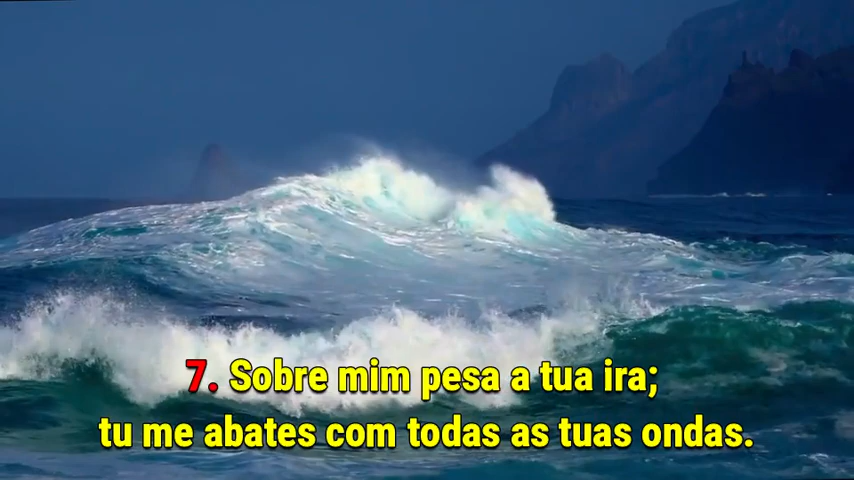 7. Sobre mim pesa a tua ira;
tu me abates com todas as tuas ondas.